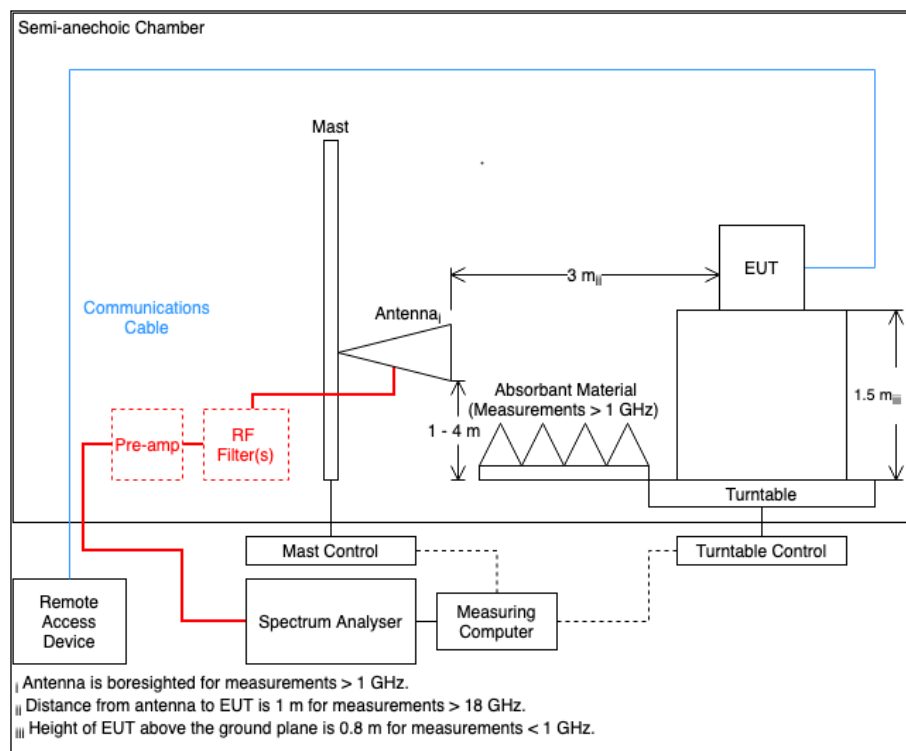 Semi-anechoic Chamber
Mast
EUT
3 mii
Communications
Cable
Antennai
Absorbant Material
(Measurements > 1 GHz)
1.5 miii
1 - 4 m
Pre-amp
RF
Filter(s)
Turntable
Mast Control
Turntable Control
Remote
Access
Device
Spectrum Analyser
Measuring
Computer
i Antenna is boresighted for measurements > 1 GHz.
ii Distance from antenna to EUT is 1 m for measurements > 18 GHz.
iii Height of EUT above the ground plane is 0.8 m for measurements < 1 GHz.